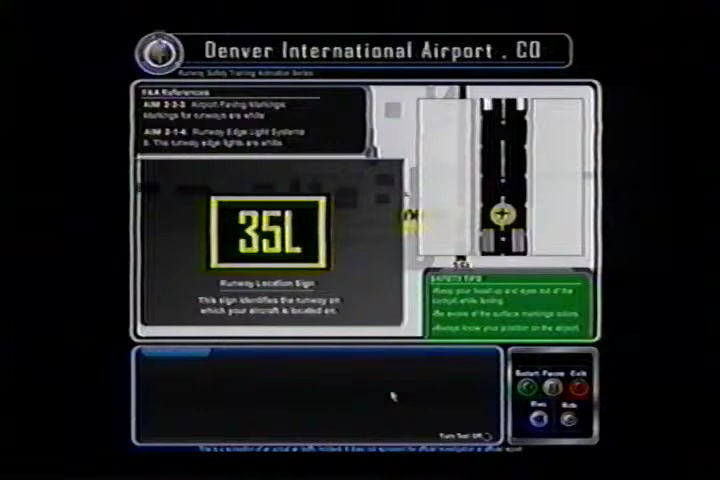 Denver International Airport . CO
Runway Safety Training Animation Series
FAA References
AIM 2-3-3: Airport Paving Markings:
Markings for runways are white
AIM 2-1-4: Runway Edge Light Systems
b. The runway edge lights are white
35L
Runway Location Sign
This sign identifies the runway on
which your aircraft is located on.
SAFETY TIPS
Keep your head up and eyes out of the
cockpit while taxiing.
Be aware of the surface markings colors.
Always know your position on the airport.
Restart Pause Exit
Turn Text Off